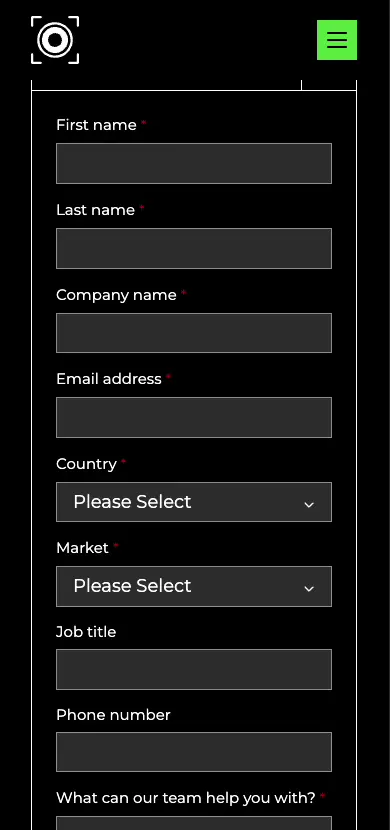 First name *
Last name *
Company name *
Email address *
Country *
Please Select
Market *
Please Select
Job title
Phone number
What can our team help you with? *